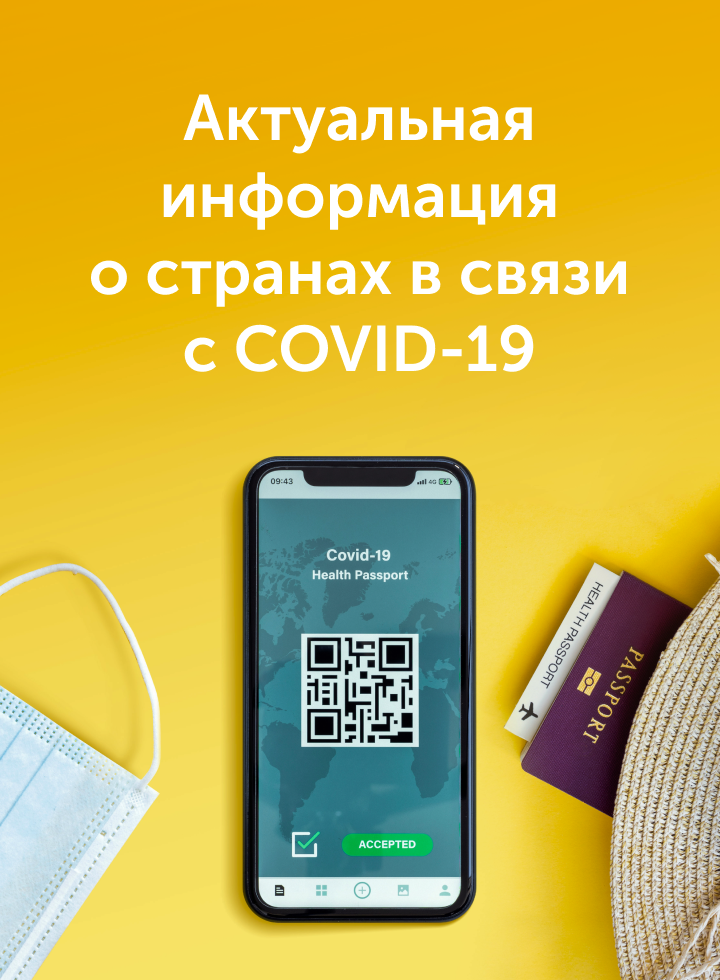 Актуальная
информация
о странах в связи
с COVID-19
09:43
4G
Covid-19
Health Passport
HEALTH PASSPORT
PASSPORT
ACCEPTED